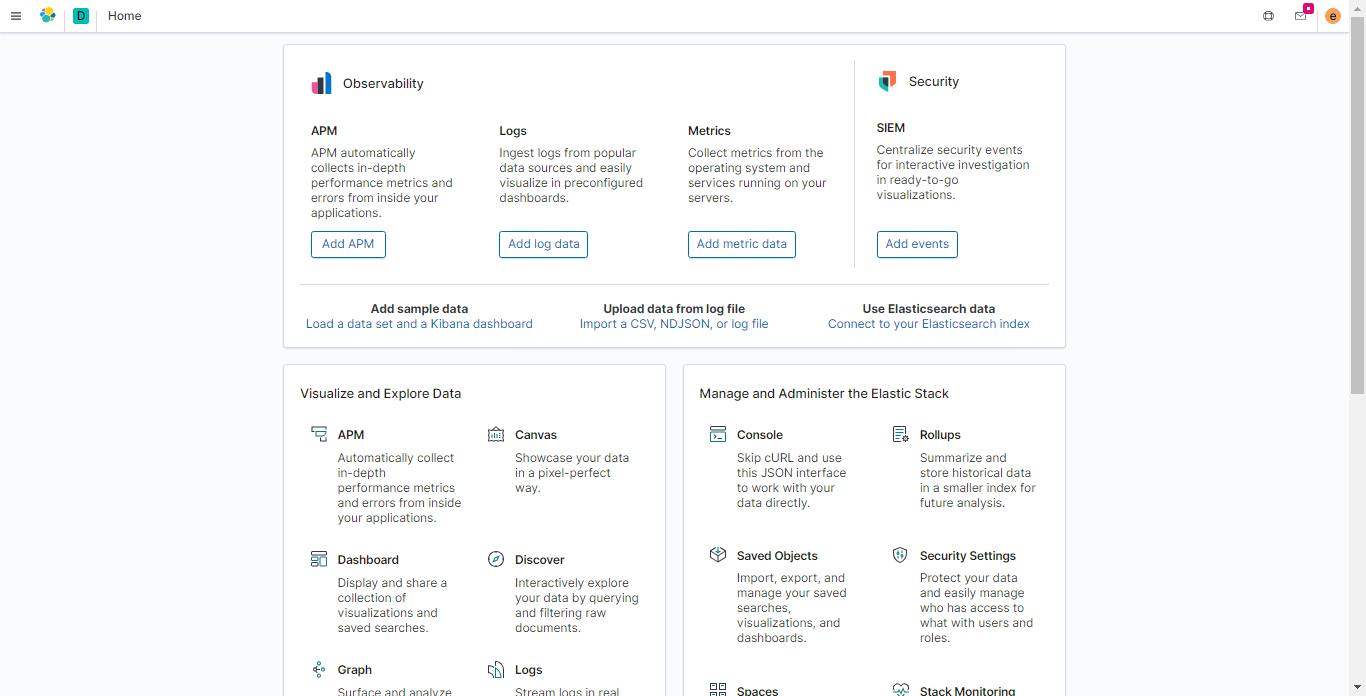 D Home e
Observability
APM
APM automatically
collects in-depth
performance metrics and
errors from inside your
applications.
Add APM
Logs
Ingest logs from popular
data sources and easily
visualize in preconfigured
dashboards.
Add log data
Metrics
Collect metrics from the
operating system and
services running on your
servers.
Add metric data
Security
SIEM
Centralize security events
for interactive investigation
in ready-to-go
visualizations.
Add events
Add sample data
Load a data set and a Kibana dashboard
Upload data from log file
Import a CSV, NDJSON, or log file
Use Elasticsearch data
Connect to your Elasticsearch index
Visualize and Explore Data
APM
Automatically collect
in-depth
performance metrics
and errors from inside
your applications.
Canvas
Showcase your data
in a pixel-perfect
way.
Dashboard
Display and share a
collection of
visualizations and
saved searches.
Discover
Interactively explore
your data by querying
and filtering raw
documents.
Graph
Surface and analyze
Logs
Stream logs in real
Manage and Administer the Elastic Stack
Console
Skip cURL and use
this JSON interface
to work with your
data directly.
Rollups
Summarize and
store historical data
in a smaller index for
future analysis.
Saved Objects
Import, export, and
manage your saved
searches,
visualizations, and
dashboards.
Security Settings
Protect your data
and easily manage
who has access to
what with users and
roles.
Spaces
Stack Monitoring